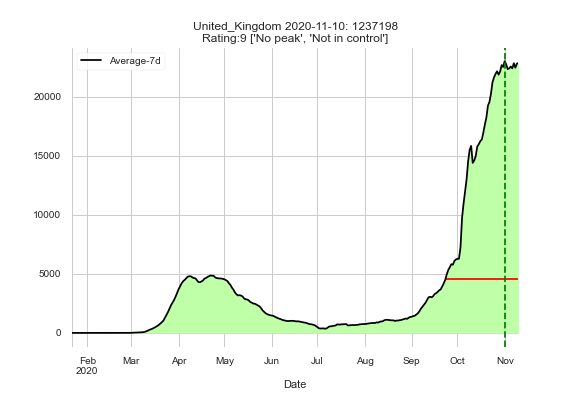 United_Kingdom 2020-11-10: 1237198
Rating:9 ['No peak', 'Not in control']
Average-7d
20000
15000
10000
5000
0
Feb Mar Apr May Jun Jul Aug Sep Oct Nov
2020
Date